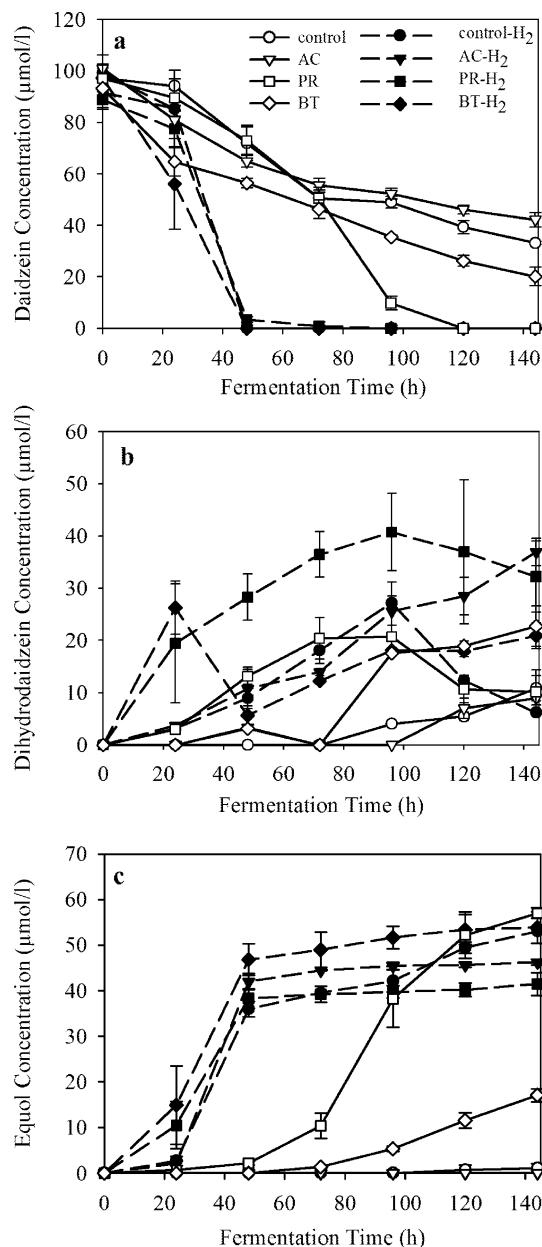 a
control
AC
PR
BT
control-H2
AC-H2
PR-H2
BT-H2
Daidzein Concentration (µmol/l)
120
100
80
60
40
20
0
0 20 40 60 80 100 120 140
Fermentation Time (h)
b
Dihydrodaidzein Concentration (µmol/l)
60
50
40
30
20
10
0
0 20 40 60 80 100 120 140
Fermentation Time (h)
c
Equol Concentration (µmol/l)
70
60
50
40
30
20
10
0
0 20 40 60 80 100 120 140
Fermentation Time (h)